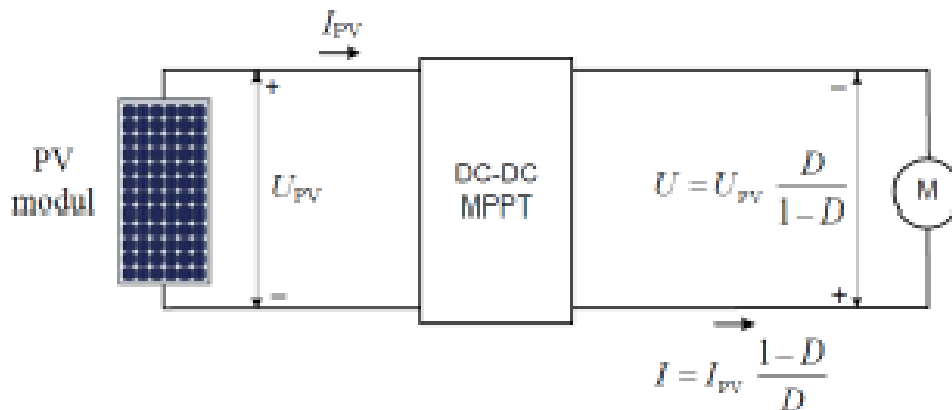 I_PV
+
PV
modul
U_PV
−
DC-DC
MPPT
−
U = U_PV D/(1−D)
M
+
I = I_PV (1−D)/D